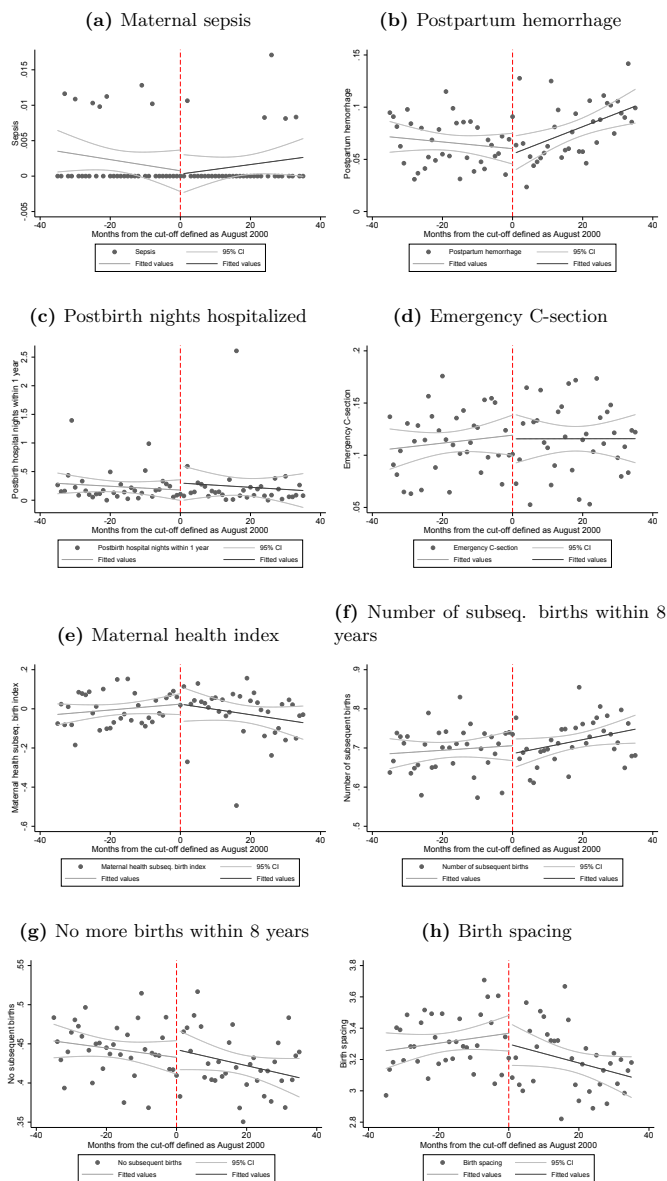 (a) Maternal sepsis
Sepsis
-.005 0 .005 .01 .015
-40 -20 0 20 40
Months from the cut-off defined as August 2000
Sepsis 95% CI
Fitted values Fitted values
(b) Postpartum hemorrhage
Postpartum hemorrhage
0 .05 .1 .15
-40 -20 0 20 40
Months from the cut-off defined as August 2000
Postpartum hemorrhage 95% CI
Fitted values Fitted values
(c) Postbirth nights hospitalized
Postbirth hospital nights within 1 year
0 .5 1 1.5 2 2.5
-40 -20 0 20 40
Months from the cut-off defined as August 2000
Postbirth hospital nights within 1 year 95% CI
Fitted values Fitted values
(d) Emergency C-section
Emergency C-section
.05 .1 .15 .2
-40 -20 0 20 40
Months from the cut-off defined as August 2000
Emergency C-section 95% CI
Fitted values Fitted values
(e) Maternal health index
Maternal health subseq. birth index
-.6 -.4 -.2 0 .2
-40 -20 0 20 40
Months from the cut-off defined as August 2000
Maternal health subseq. birth index 95% CI
Fitted values Fitted values
(f) Number of subseq. births within 8
years
Number of subsequent births
.5 .6 .7 .8 .9
-40 -20 0 20 40
Months from the cut-off defined as August 2000
Number of subsequent births 95% CI
Fitted values Fitted values
(g) No more births within 8 years
No subsequent births
.35 .4 .45 .5 .55
-40 -20 0 20 40
Months from the cut-off defined as August 2000
No subsequent births 95% CI
Fitted values Fitted values
(h) Birth spacing
Birth spacing
2.8 3 3.2 3.4 3.6 3.8
-40 -20 0 20 40
Months from the cut-off defined as August 2000
Birth spacing 95% CI
Fitted values Fitted values